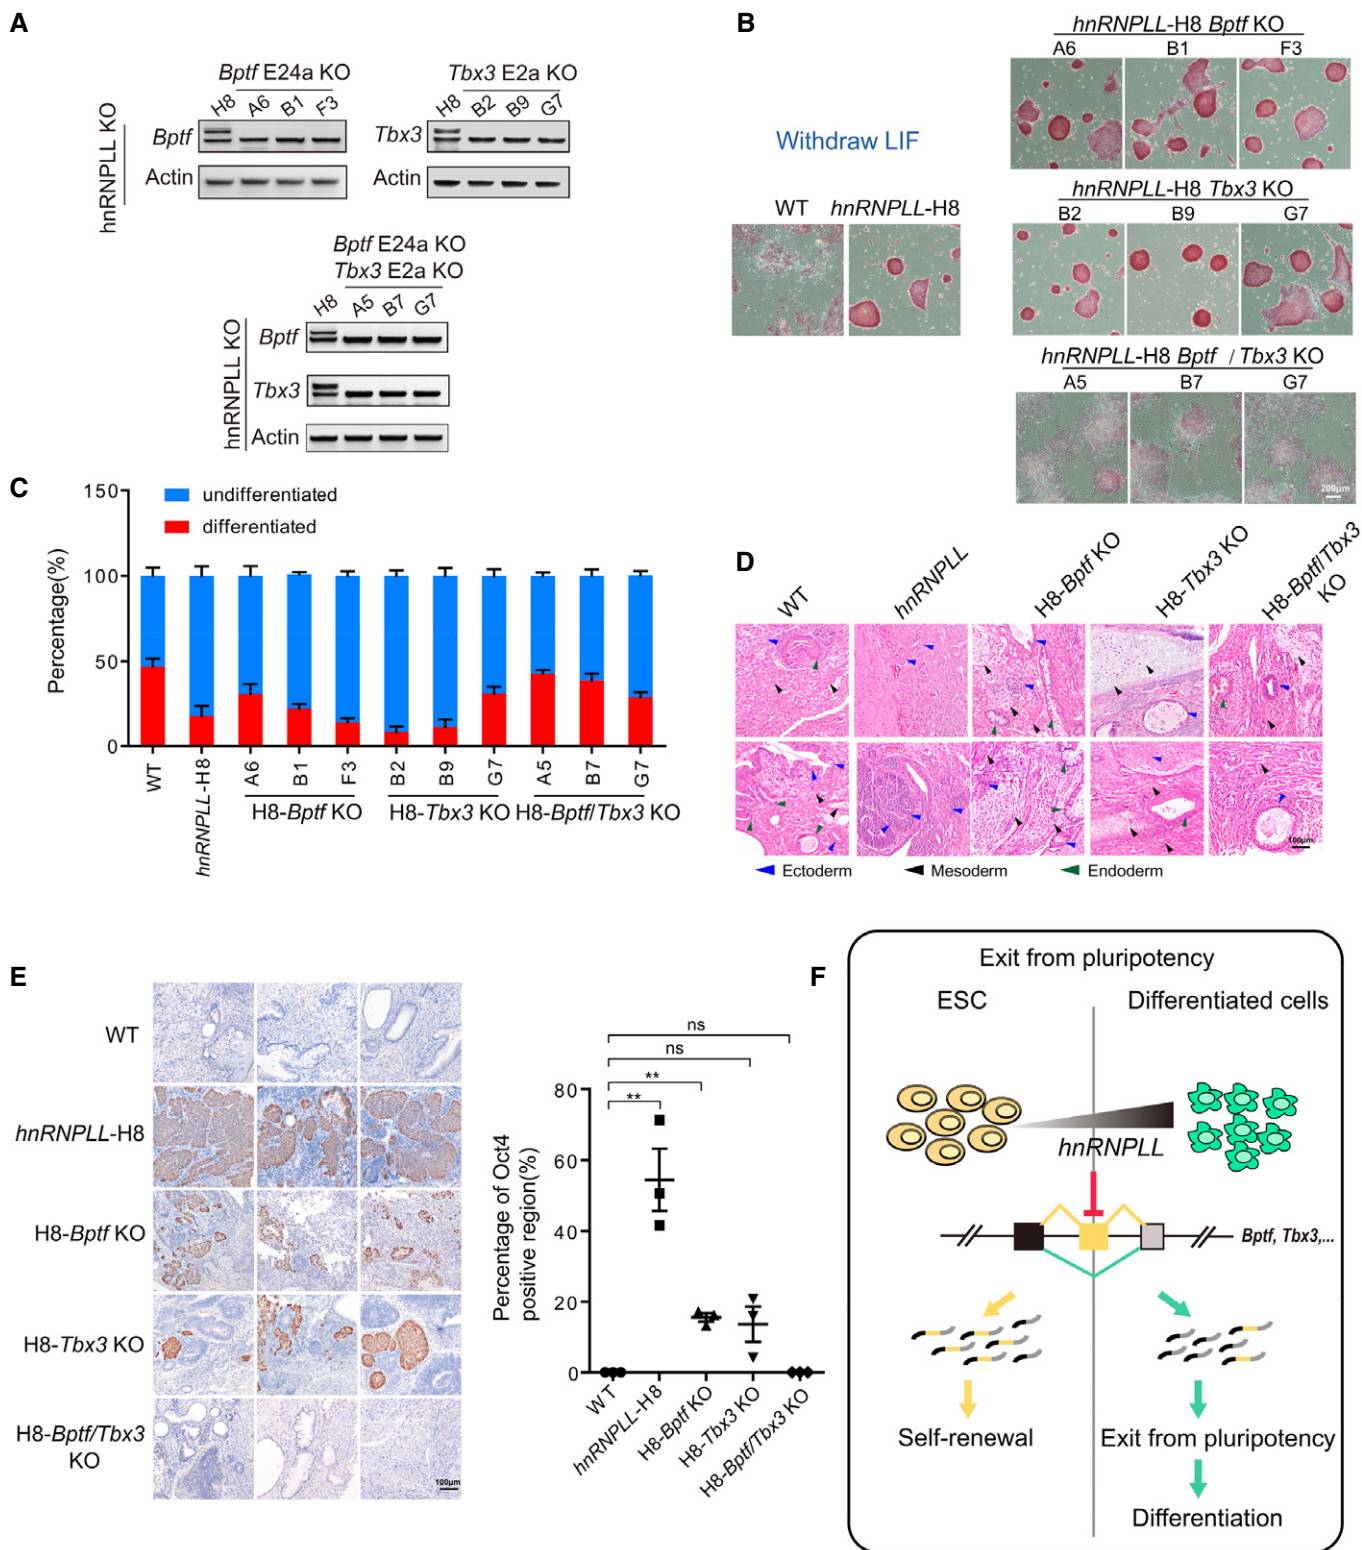 A
Bptf E24a KO
H8 A6 B1 F3
hnRNPLL KO
Bptf
Actin
Tbx3 E2a KO
H8 B2 B9 G7
Tbx3
Actin
Bptf E24a KO
Tbx3 E2a KO
H8 A5 B7 G7
hnRNPLL KO
Bptf
Tbx3
Actin
B
Withdraw LIF
WT hnRNPLL-H8
hnRNPLL-H8 Bptf KO
A6 B1 F3
hnRNPLL-H8 Tbx3 KO
B2 B9 G7
hnRNPLL-H8 Bptf / Tbx3 KO
A5 B7 G7
200μm
C
undifferentiated
differentiated
Percentage(%)
150
100
50
0
WT hnRNPLL-H8 A6 B1 F3 B2 B9 G7 A5 B7 G7
H8-Bptf KO H8-Tbx3 KO H8-Bptf/Tbx3 KO
D
WT hnRNPLL H8-Bptf KO H8-Tbx3 KO H8-Bptf/Tbx3 KO
100μm
Ectoderm Mesoderm Endoderm
E
WT
hnRNPLL-H8
H8-Bptf KO
H8-Tbx3 KO
H8-Bptf/Tbx3
KO
100μm
Percentage of Oct4
positive region(%)
ns
ns
**
**
80
60
40
20
0
WT hnRNPLL-H8 H8-Bptf KO H8-Tbx3 KO H8-Bptf/Tbx3 KO
F
Exit from pluripotency
ESC Differentiated cells
hnRNPLL
Bptf, Tbx3,...
Self-renewal Exit from pluripotency
Differentiation